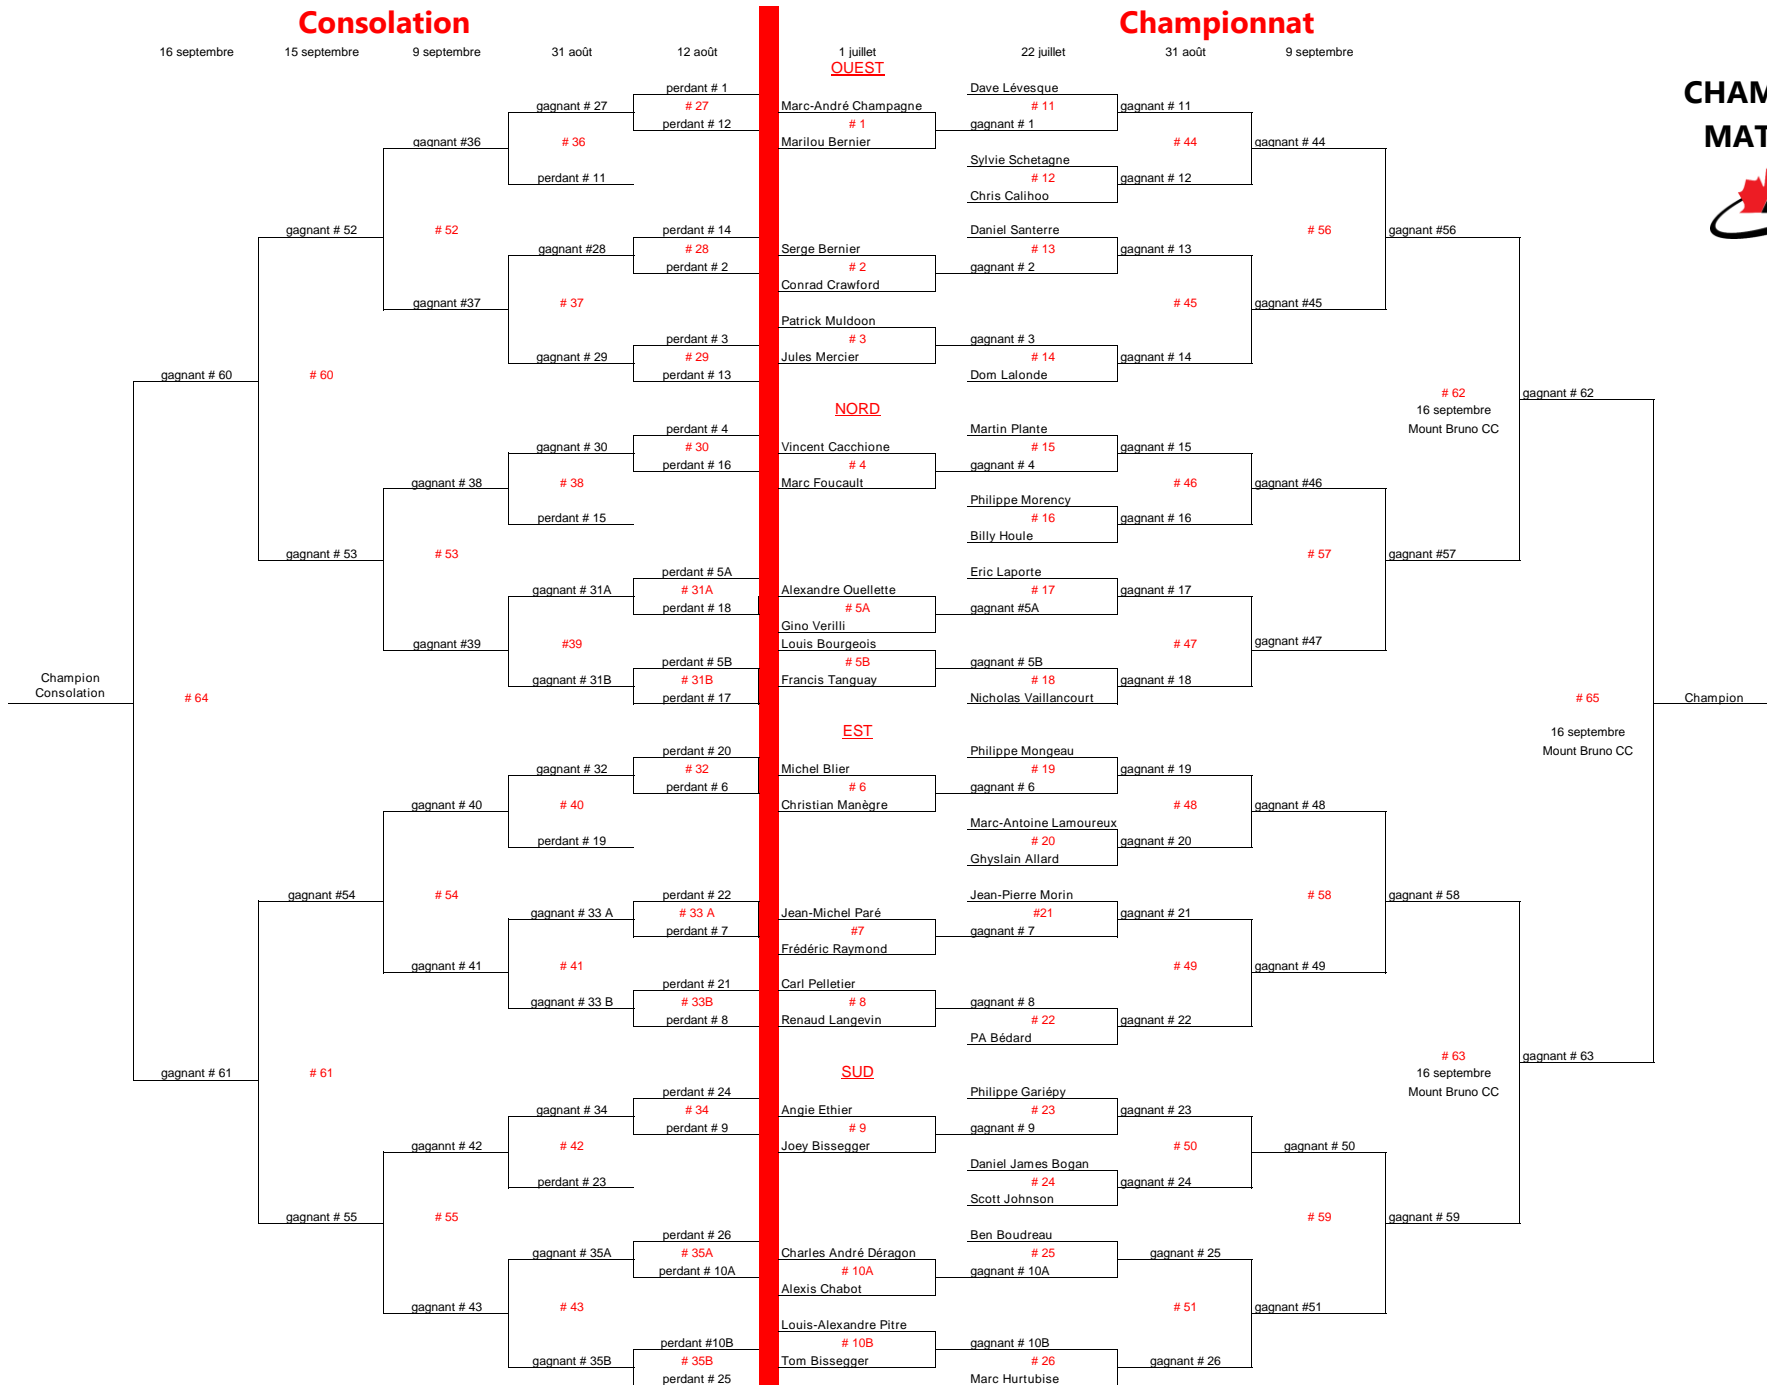 Consolation
Championnat
16 septembre
15 septembre
9 septembre
31 août
12 août
1 juillet
22 juillet
31 août
9 septembre
OUEST
perdant # 1
Dave Lévesque
CHAM
gagnant # 27
# 27
Marc-André Champagne
# 11
gagnant # 11
perdant # 12
# 1
gagnant # 1
MAT
gagnant #36
# 36
Marilou Bernier
# 44
gagnant # 44
Sylvie Schetagne
perdant # 11
# 12
gagnant # 12
Chris Calihoo
gagnant # 52
# 52
perdant # 14
Daniel Santerre
# 56
gagnant #56
gagnant #28
# 28
Serge Bernier
# 13
gagnant # 13
perdant # 2
# 2
gagnant # 2
Conrad Crawford
gagnant #37
# 37
# 45
gagnant #45
Patrick Muldoon
perdant # 3
# 3
gagnant # 3
gagnant # 29
# 29
Jules Mercier
# 14
gagnant # 14
gagnant # 60
# 60
perdant # 13
Dom Lalonde
# 62
gagnant # 62
NORD
16 septembre
perdant # 4
Martin Plante
Mount Bruno CC
gagnant # 30
# 30
Vincent Cacchione
# 15
gagnant # 15
perdant # 16
# 4
gagnant # 4
gagnant # 38
# 38
Marc Foucault
# 46
gagnant #46
Philippe Morency
perdant # 15
# 16
gagnant # 16
Billy Houle
gagnant # 53
# 53
# 57
gagnant #57
perdant # 5A
Eric Laporte
gagnant # 31A
# 31A
Alexandre Ouellette
# 17
gagnant # 17
perdant # 18
# 5A
gagnant #5A
Gino Verilli
gagnant #39
#39
Louis Bourgeois
# 47
gagnant #47
perdant # 5B
# 5B
gagnant # 5B
Champion
Consolation
gagnant # 31B
# 31B
Francis Tanguay
# 18
gagnant # 18
# 64
perdant # 17
Nicholas Vaillancourt
# 65
Champion
EST
16 septembre
perdant # 20
Philippe Mongeau
Mount Bruno CC
gagnant # 32
# 32
Michel Blier
# 19
gagnant # 19
perdant # 6
# 6
gagnant # 6
gagnant # 40
# 40
Christian Manègre
# 48
gagnant # 48
Marc-Antoine Lamoureux
perdant # 19
# 20
gagnant # 20
Ghyslain Allard
gagnant #54
# 54
perdant # 22
Jean-Pierre Morin
# 58
gagnant # 58
gagnant # 33 A
# 33 A
Jean-Michel Paré
#21
gagnant # 21
perdant # 7
#7
gagnant # 7
Frédéric Raymond
gagnant # 41
# 41
# 49
gagnant # 49
perdant # 21
Carl Pelletier
gagnant # 33 B
# 33B
# 8
gagnant # 8
perdant # 8
Renaud Langevin
# 22
gagnant # 22
PA Bédard
# 63
gagnant # 63
gagnant # 61
# 61
SUD
16 septembre
perdant # 24
Philippe Gariépy
Mount Bruno CC
gagnant # 34
# 34
Angie Ethier
# 23
gagnant # 23
perdant # 9
# 9
gagnant # 9
gagannt # 42
# 42
Joey Bissegger
# 50
gagnant # 50
Daniel James Bogan
perdant # 23
# 24
gagnant # 24
Scott Johnson
gagnant # 55
# 55
# 59
gagnant # 59
perdant # 26
Ben Boudreau
gagnant # 35A
# 35A
Charles André Déragon
# 25
gagnant # 25
perdant # 10A
# 10A
gagnant # 10A
Alexis Chabot
gagnant # 43
# 43
# 51
gagnant #51
Louis-Alexandre Pitre
perdant #10B
# 10B
gagnant # 10B
gagnant # 35B
# 35B
Tom Bissegger
# 26
gagnant # 26
perdant # 25
Marc Hurtubise